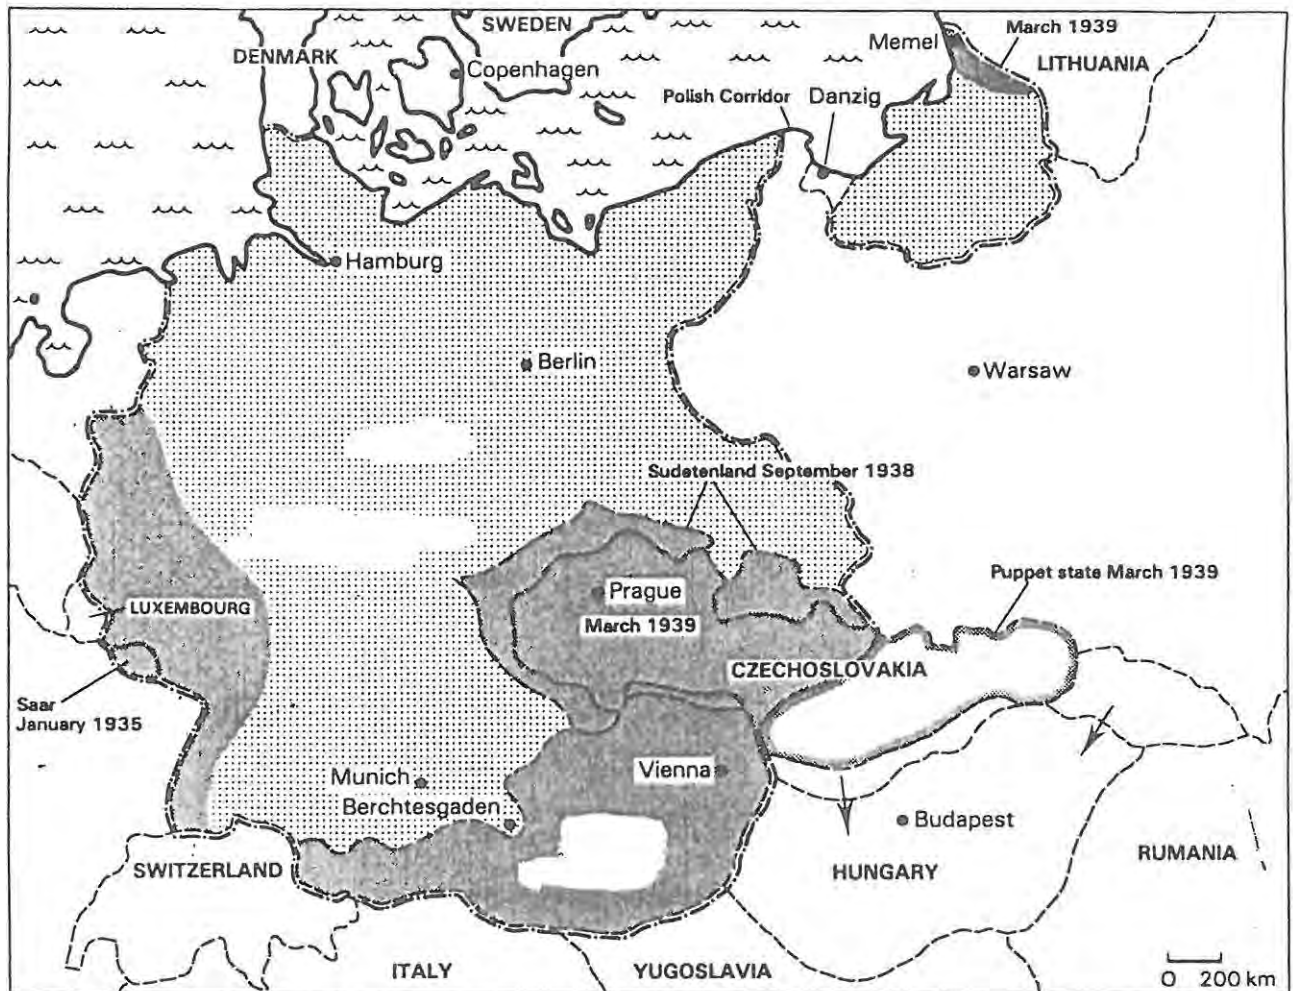 SWEDEN
DENMARK
Copenhagen
Memel
March 1939
LITHUANIA
Polish Corridor
Danzig
Hamburg
Berlin
Warsaw
Sudetenland September 1938
Puppet state March 1939
Prague
March 1939
LUXEMBOURG
CZECHOSLOVAKIA
Saar
January 1935
Munich
Vienna
Berchtesgaden
Budapest
SWITZERLAND
HUNGARY
RUMANIA
ITALY
YUGOSLAVIA
0 200 km